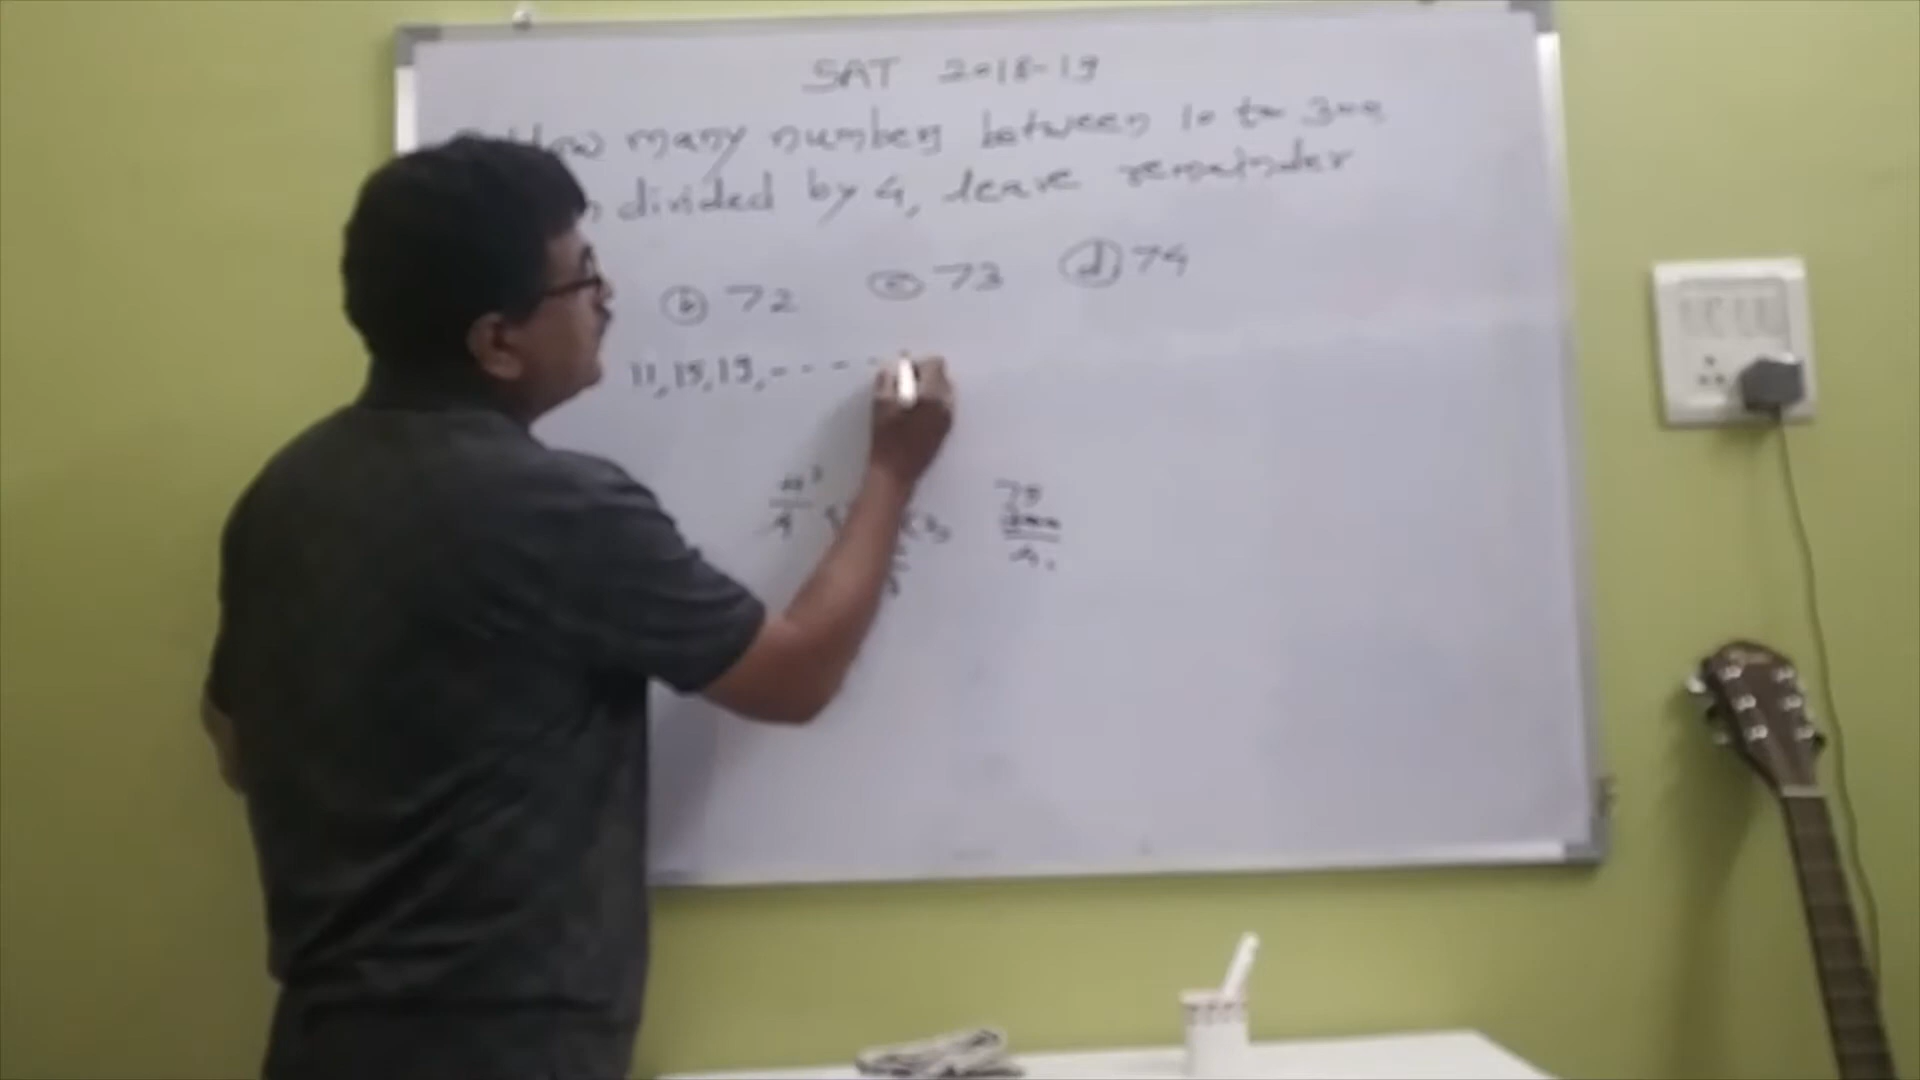 SAT 2018-19
How many numbers between 10 to 300
divided by 4, leave remainder
(b) 72 (c) 73 (d) 74
11, 15, 19, - - - -
75